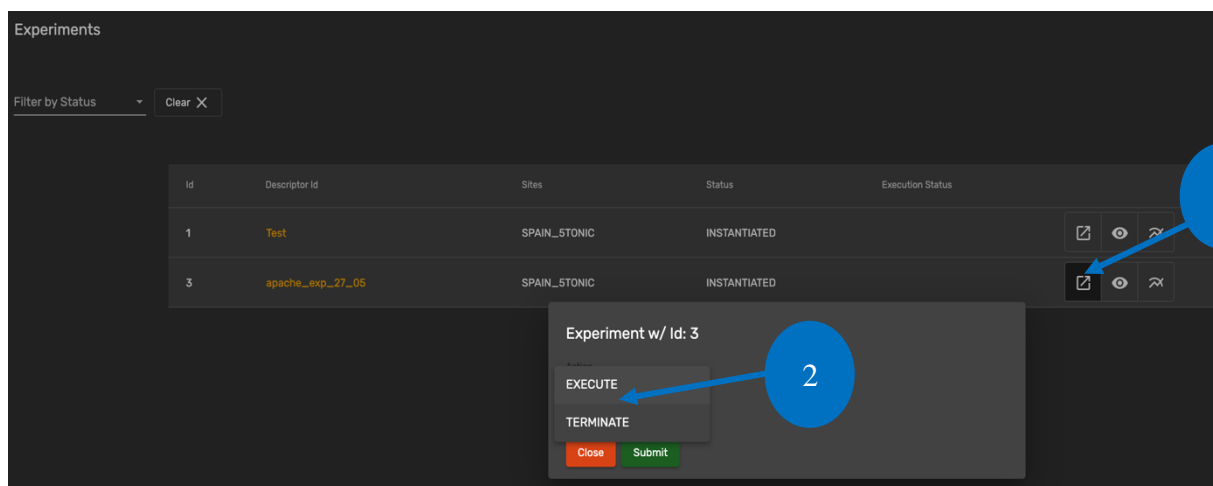 Experiments
Filter by Status Clear
Id Descriptor Id Sites Status Execution Status
1 Test SPAIN_5TONIC INSTANTIATED
3 apache_exp_27_05 SPAIN_5TONIC INSTANTIATED
Experiment w/ Id: 3
EXECUTE
2
TERMINATE
Close Submit